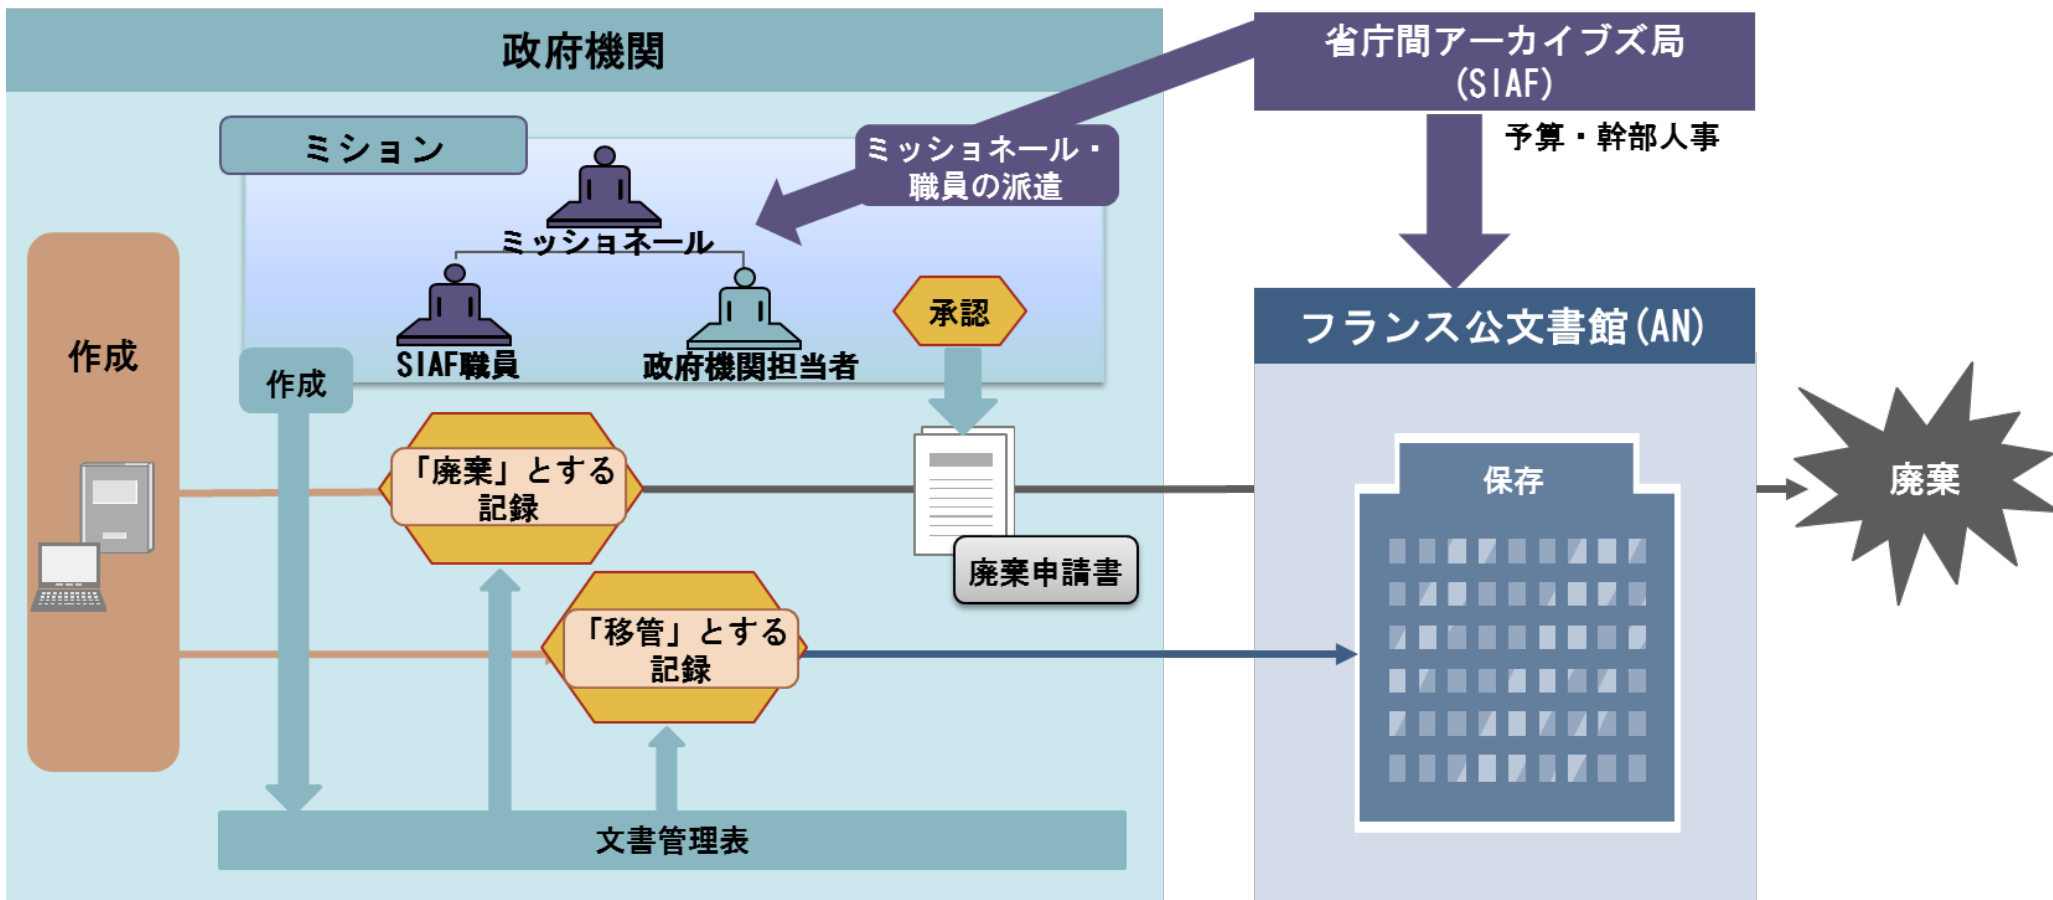 政府機関
省庁間アーカイブズ局
(SIAF)
予算・幹部人事
ミション
ミッショネール・
職員の派遣
ミッショネール
SIAF職員
政府機関担当者
承認
フランス公文書館(AN)
作成
作成
「廃棄」とする
記録
保存
廃棄
廃棄申請書
「移管」とする
記録
文書管理表